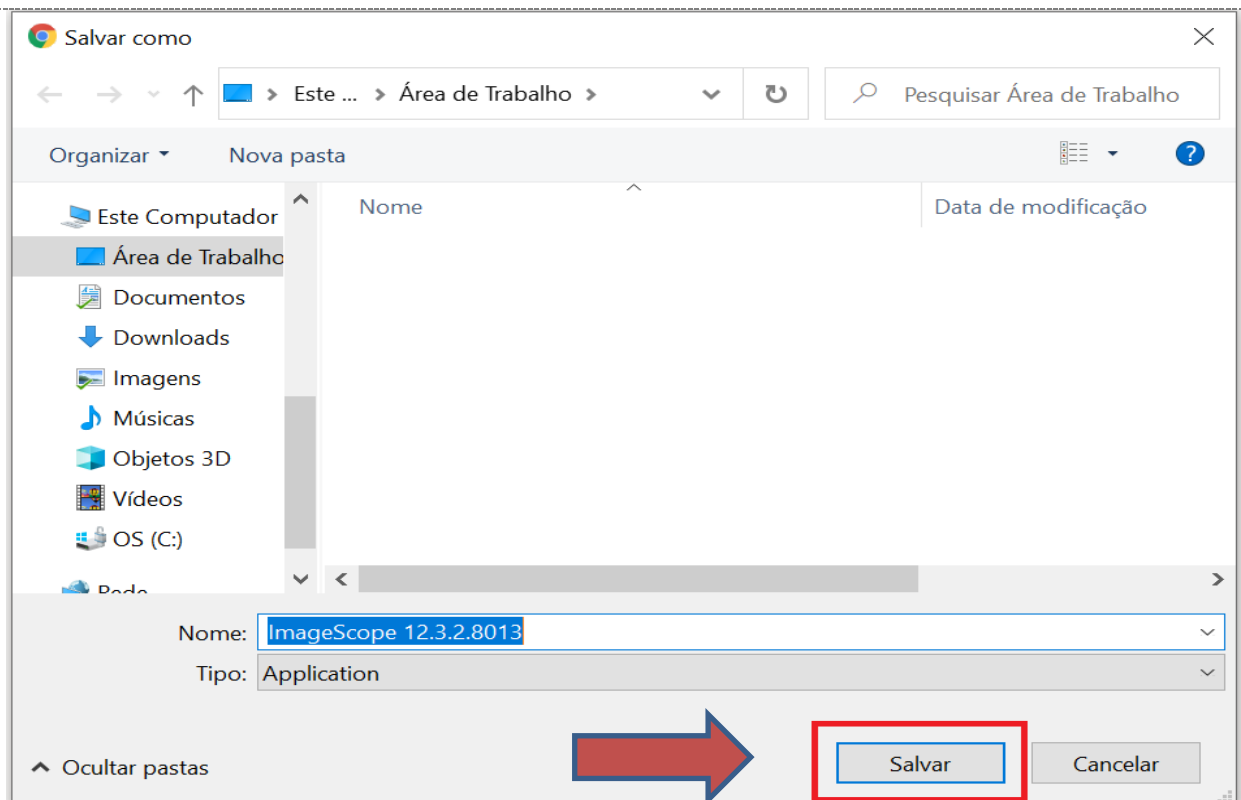 Salvar como
Este ... > Área de Trabalho >
Pesquisar Área de Trabalho
Organizar
Nova pasta
?
Nome
Data de modificação
Este Computador
Área de Trabalho
Documentos
Downloads
Imagens
Músicas
Objetos 3D
Vídeos
OS (C:)
Rede
Nome: ImageScope 12.3.2.8013
Tipo: Application
Ocultar pastas
Salvar
Cancelar